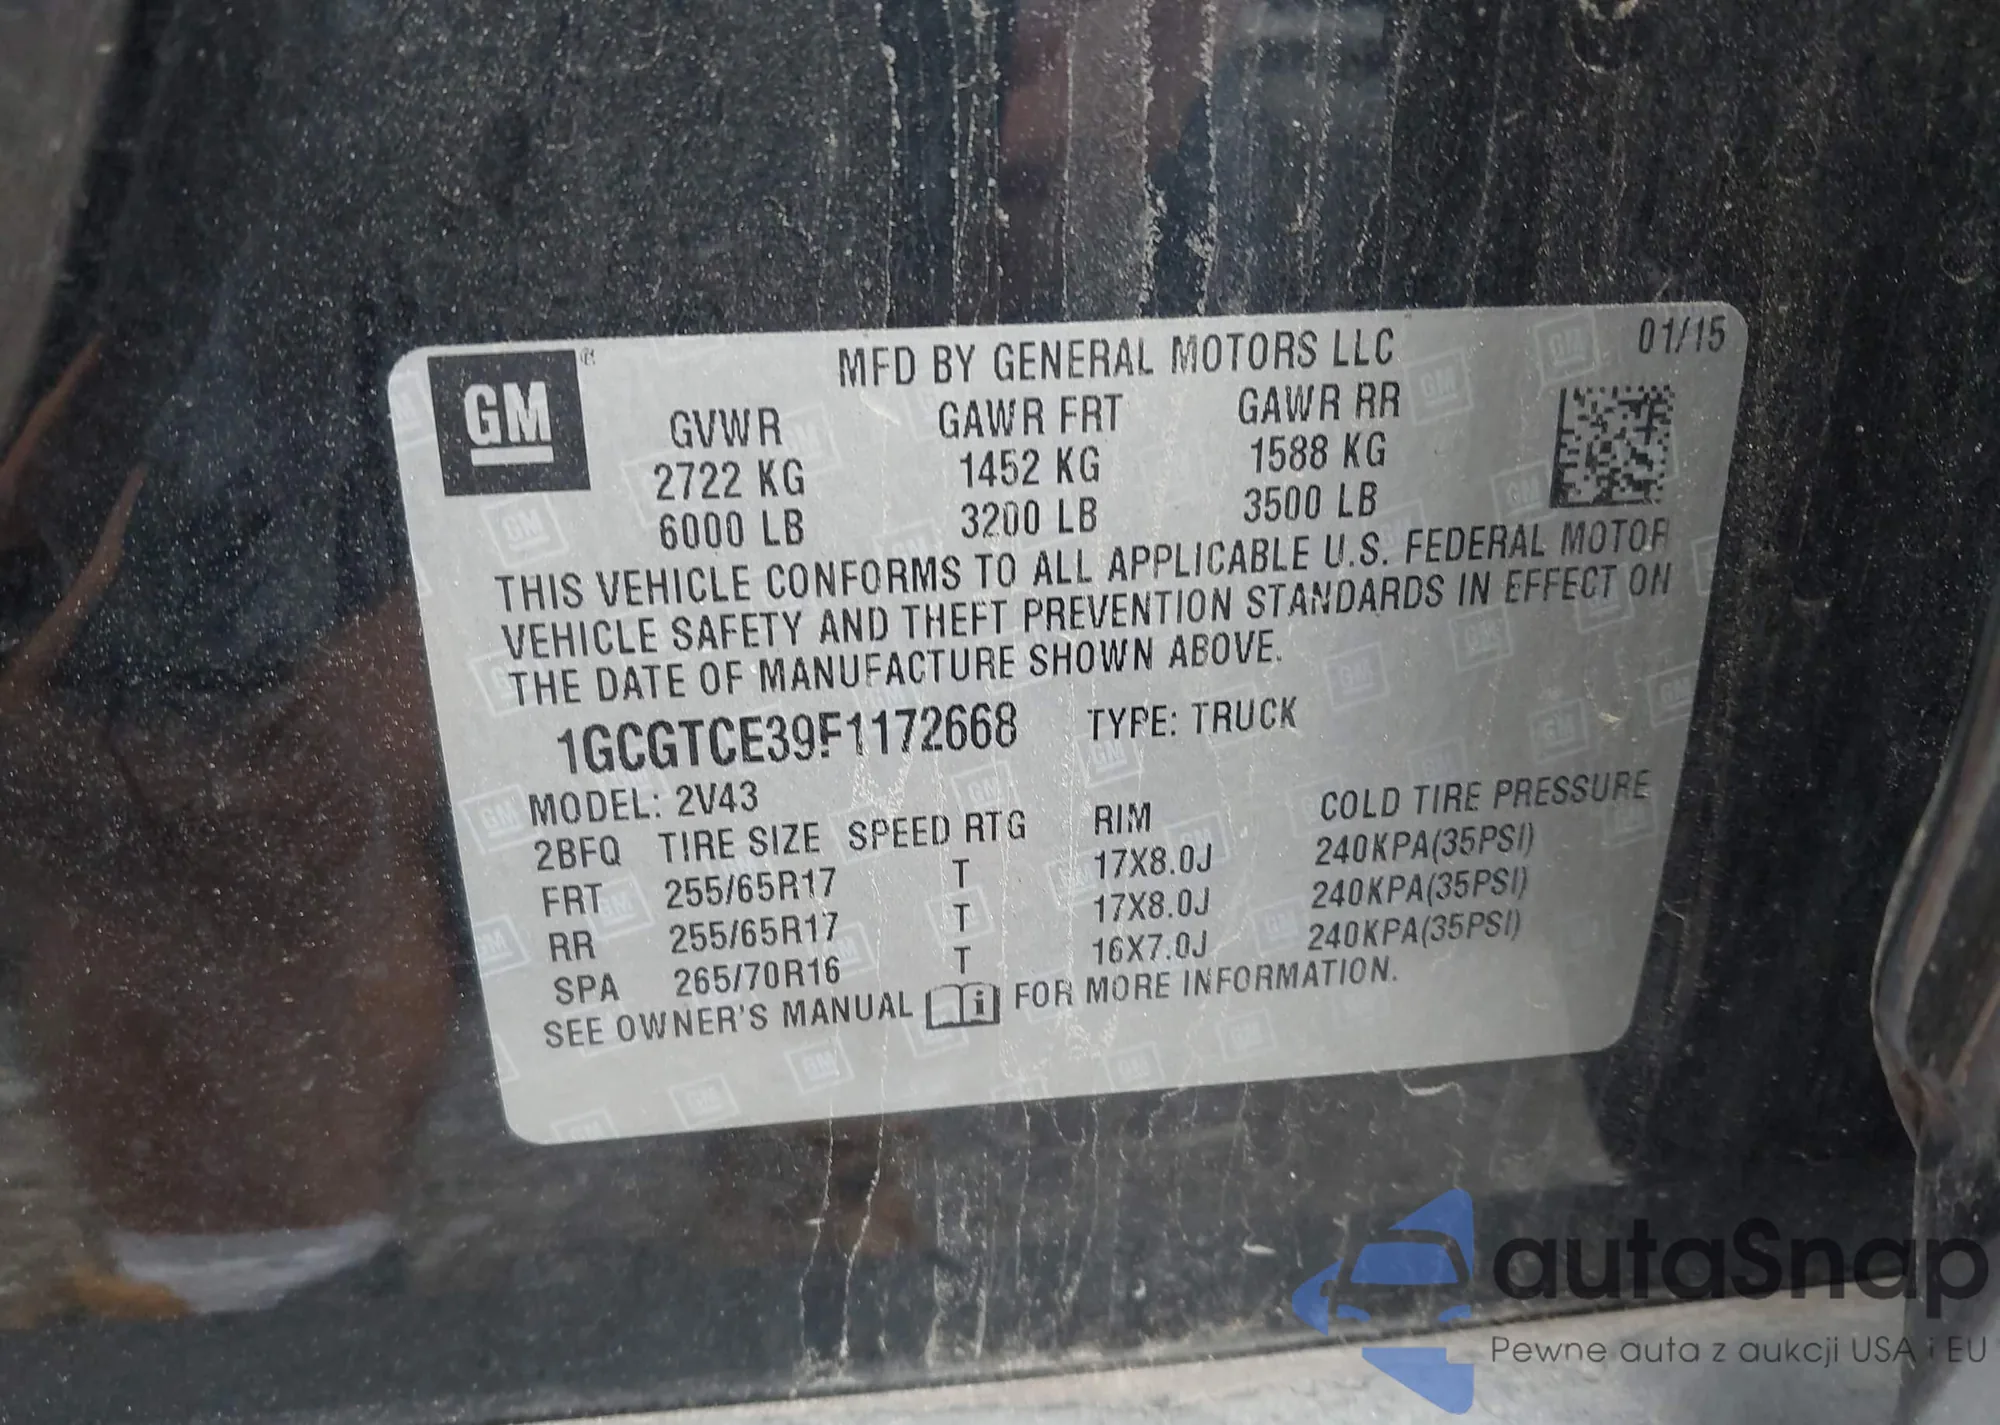 GM
MFD BY GENERAL MOTORS LLC 01/15
GVWR GAWR FRT GAWR RR
2722 KG 1452 KG 1588 KG
6000 LB 3200 LB 3500 LB
THIS VEHICLE CONFORMS TO ALL APPLICABLE U.S. FEDERAL MOTOR
VEHICLE SAFETY AND THEFT PREVENTION STANDARDS IN EFFECT ON
THE DATE OF MANUFACTURE SHOWN ABOVE.
1GCGTCE39F1172668 TYPE: TRUCK
MODEL: 2V43
2BFQ TIRE SIZE SPEED RTG RIM COLD TIRE PRESSURE
FRT 255/65R17 T 17X8.0J 240KPA(35PSI)
RR 255/65R17 T 17X8.0J 240KPA(35PSI)
SPA 265/70R16 T 16X7.0J 240KPA(35PSI)
SEE OWNER'S MANUAL i FOR MORE INFORMATION.
autaSnap
Pewne auta z aukcji USA i EU